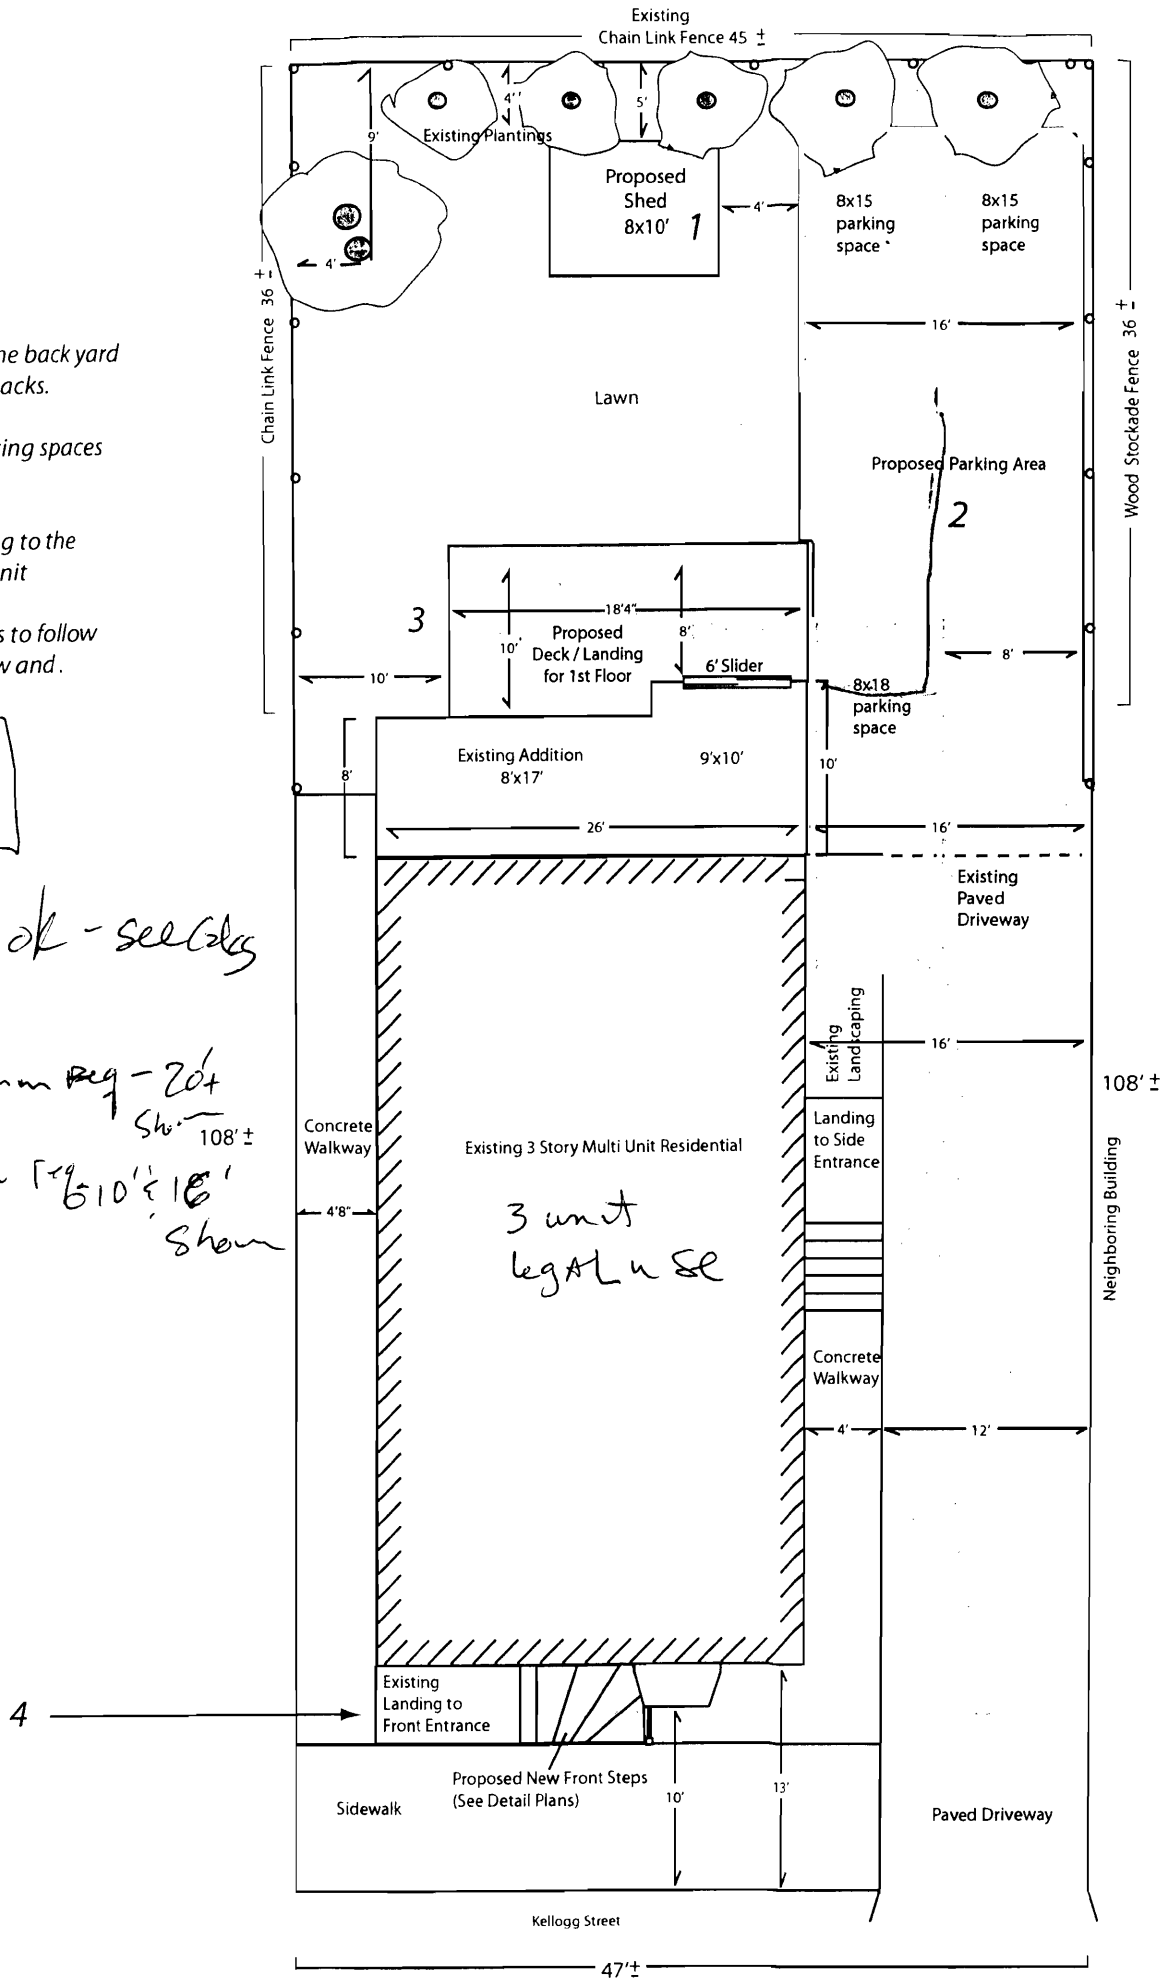 Existing
Chain Link Fence 45 ±
4'
5'
9'
Existing Plantings
Proposed
Shed
8x10'
1
4'
8x15
parking
space
8x15
parking
space
4'
Chain Link Fence 36 ±
Wood Stockade Fence 36 ±
16'
ne back yard
acks.
Lawn
ing spaces
Proposed Parking Area
2
g to the
nit
s to follow
w and .
3
18'4"
10'
8'
Proposed
Deck / Landing
for 1st Floor
6' Slider
8'
10'
8x18
parking
space
8'
Existing Addition
8'x17'
9'x10'
10'
26'
16'
Existing
Paved
Driveway
ok - see
Existing
Landscaping
16'
108' ±
Req - 20'+
108' ±
Concrete
Walkway
Existing 3 Story Multi Unit Residential
Landing
to Side
Entrance
Neighboring Building
4'8"
Shown
3 unit
legAL use
Concrete
Walkway
4'
12'
Existing
Landing to
Front Entrance
4
Proposed New Front Steps
(See Detail Plans)
10'
13'
Sidewalk
Paved Driveway
Kellogg Street
47'±